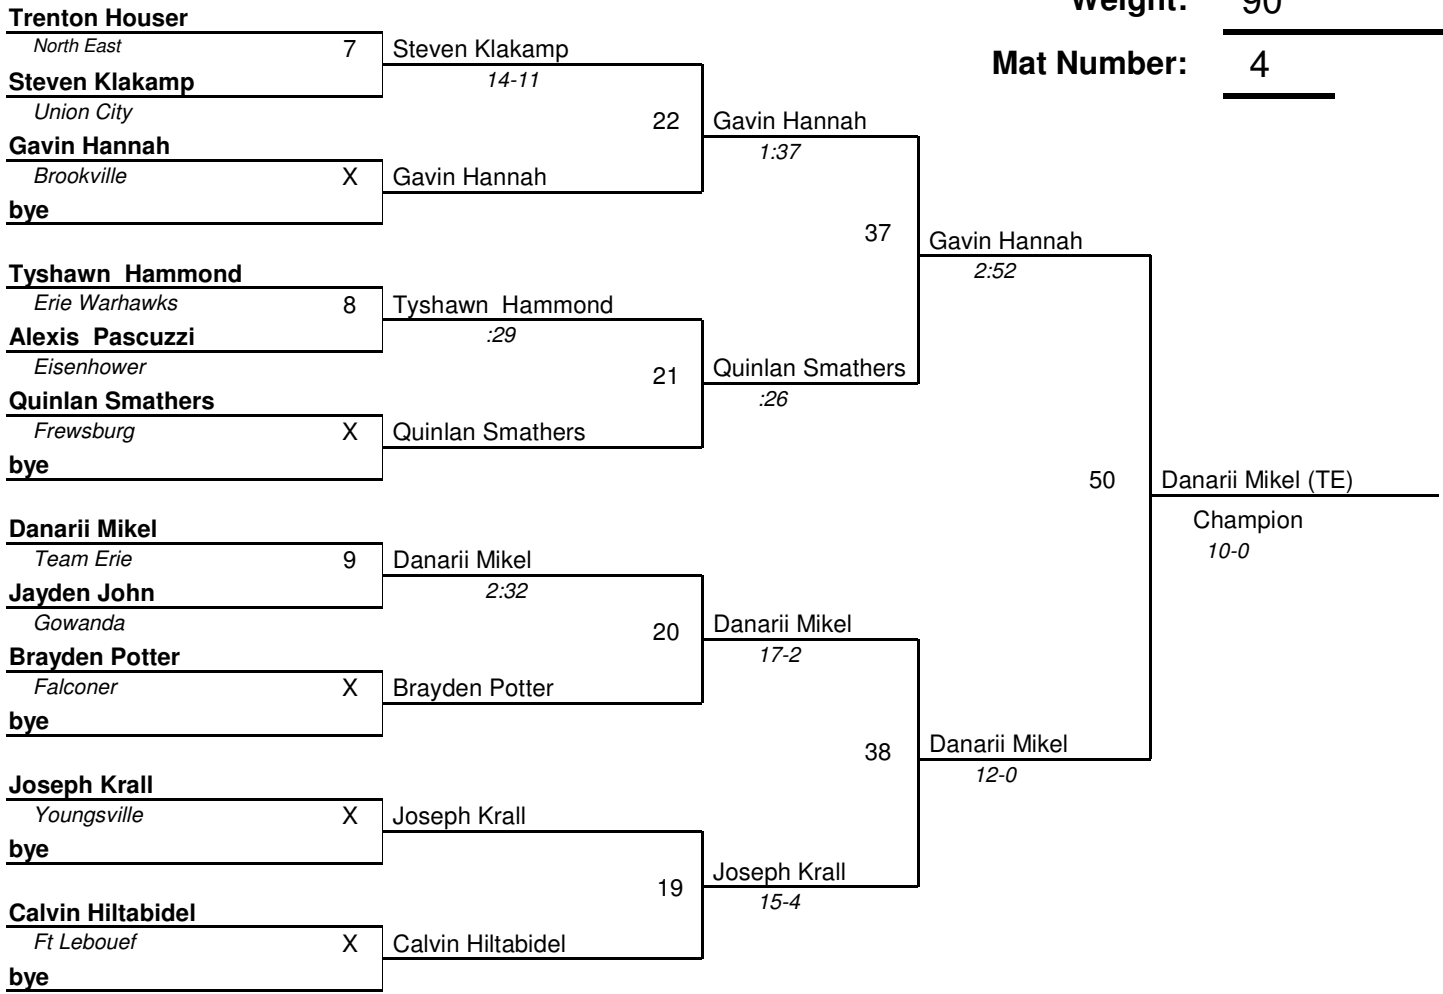 Weight: 90
Mat Number: 4
Trenton Houser
North East 7
Steven Klakamp
Union City
Gavin Hannah
Brookville X
bye
Tyshawn  Hammond
Erie Warhawks 8
Alexis  Pascuzzi
Eisenhower
Quinlan Smathers
Frewsburg X
bye
Danarii Mikel
Team Erie 9
Jayden John
Gowanda
Brayden Potter
Falconer X
bye
Joseph Krall
Youngsville X
bye
Calvin Hiltabidel
Ft Lebouef X
bye
Steven Klakamp
14-11
22
Gavin Hannah
Tyshawn  Hammond
:29
21
Quinlan Smathers
Danarii Mikel
2:32
20
Brayden Potter
Joseph Krall
19
Calvin Hiltabidel
Gavin Hannah
1:37
37
Quinlan Smathers
:26
Danarii Mikel
17-2
38
Joseph Krall
15-4
Gavin Hannah
2:52
50
Danarii Mikel
12-0
Danarii Mikel (TE)
Champion
10-0